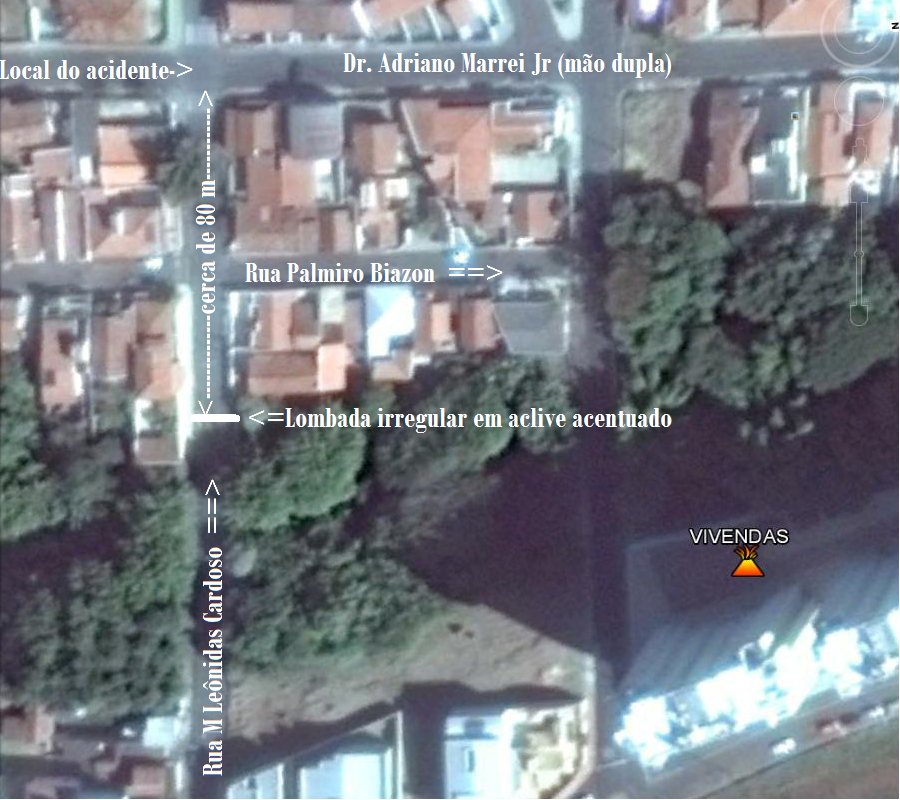 Local do acidente->
Dr. Adriano Marrei Jr (mão dupla)
<---------cerca de 80 m--------->
Rua Palmiro Biazon ==>
<=Lombada irregular em aclive acentuado
Rua M Leônidas Cardoso ==>
VIVENDAS
N